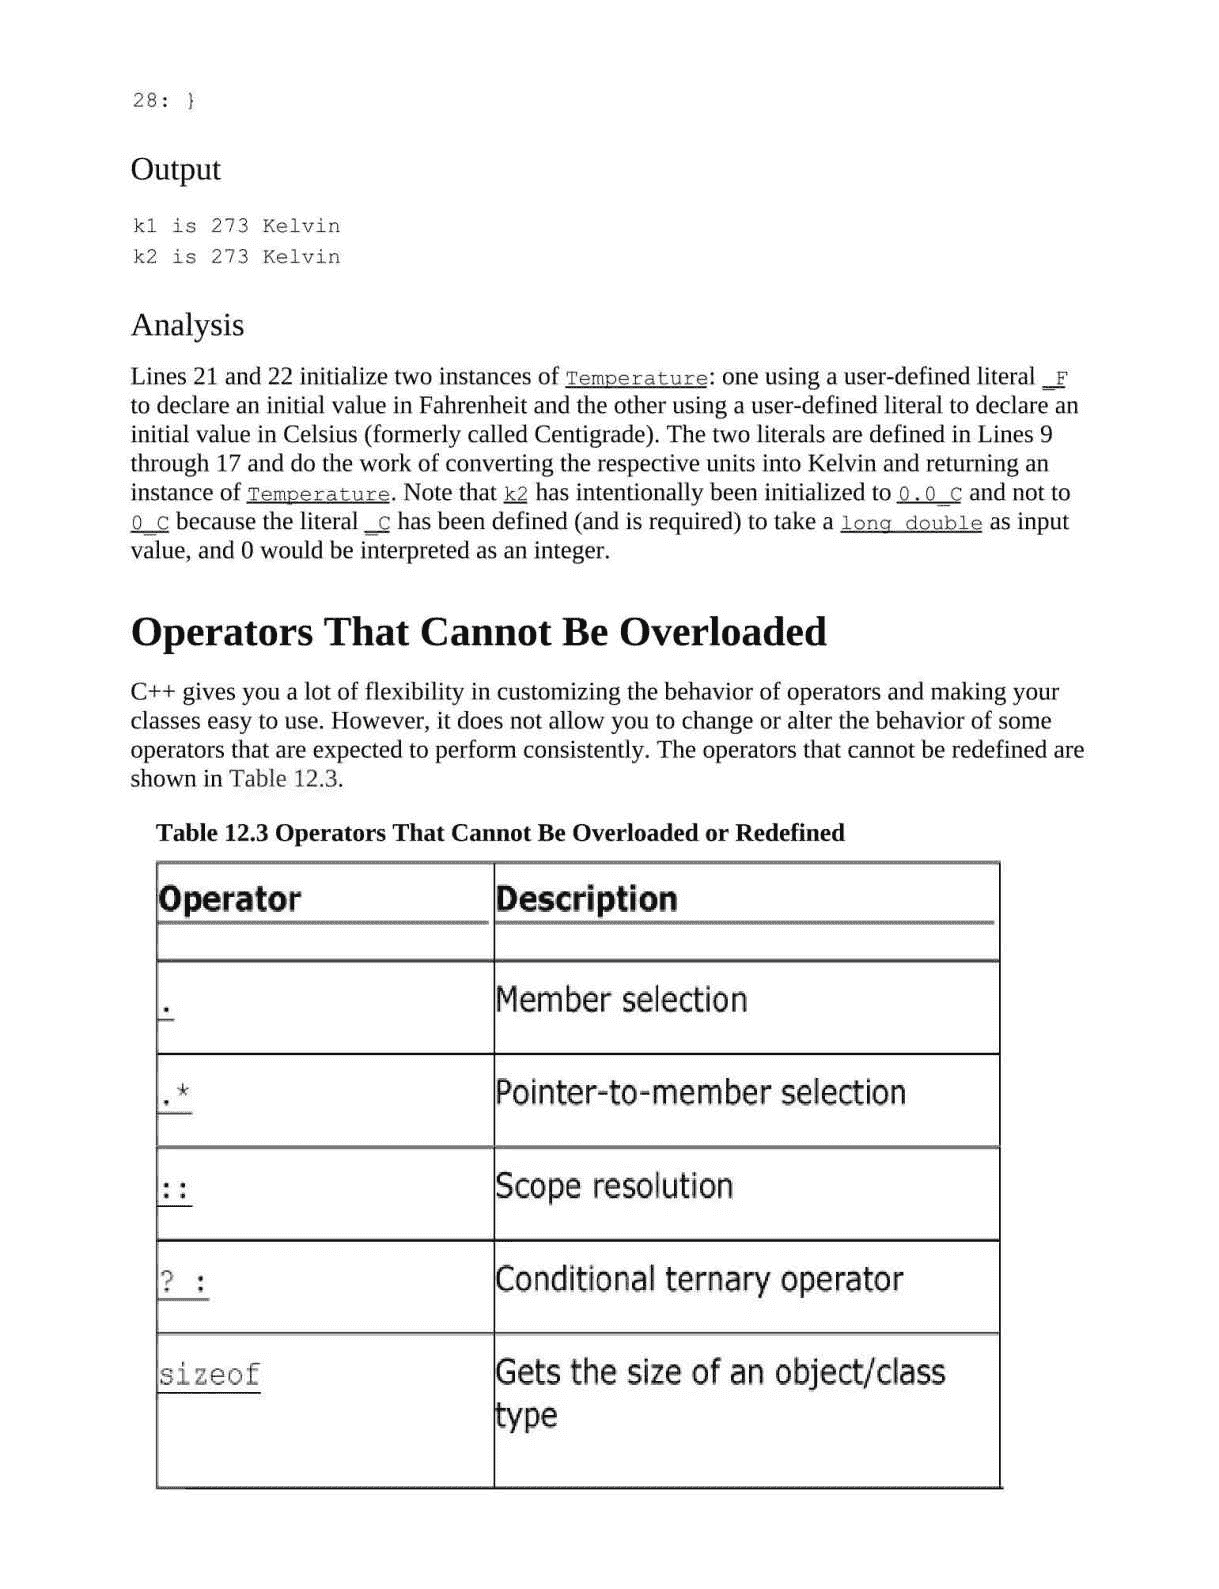 28: }
Output
k1 is 273 Kelvin
k2 is 273 Kelvin
Analysis
Lines 21 and 22 initialize two instances of Temperature: one using a user-defined literal _F
to declare an initial value in Fahrenheit and the other using a user-defined literal to declare an
initial value in Celsius (formerly called Centigrade). The two literals are defined in Lines 9
through 17 and do the work of converting the respective units into Kelvin and returning an
instance of Temperature. Note that k2 has intentionally been initialized to 0.0_C and not to
0_C because the literal _C has been defined (and is required) to take a long double as input
value, and 0 would be interpreted as an integer.
Operators That Cannot Be Overloaded
C++ gives you a lot of flexibility in customizing the behavior of operators and making your
classes easy to use. However, it does not allow you to change or alter the behavior of some
operators that are expected to perform consistently. The operators that cannot be redefined are
shown in Table 12.3.
Table 12.3 Operators That Cannot Be Overloaded or Redefined
Operator Description
. Member selection
.* Pointer-to-member selection
:: Scope resolution
? : Conditional ternary operator
sizeof Gets the size of an object/class
type